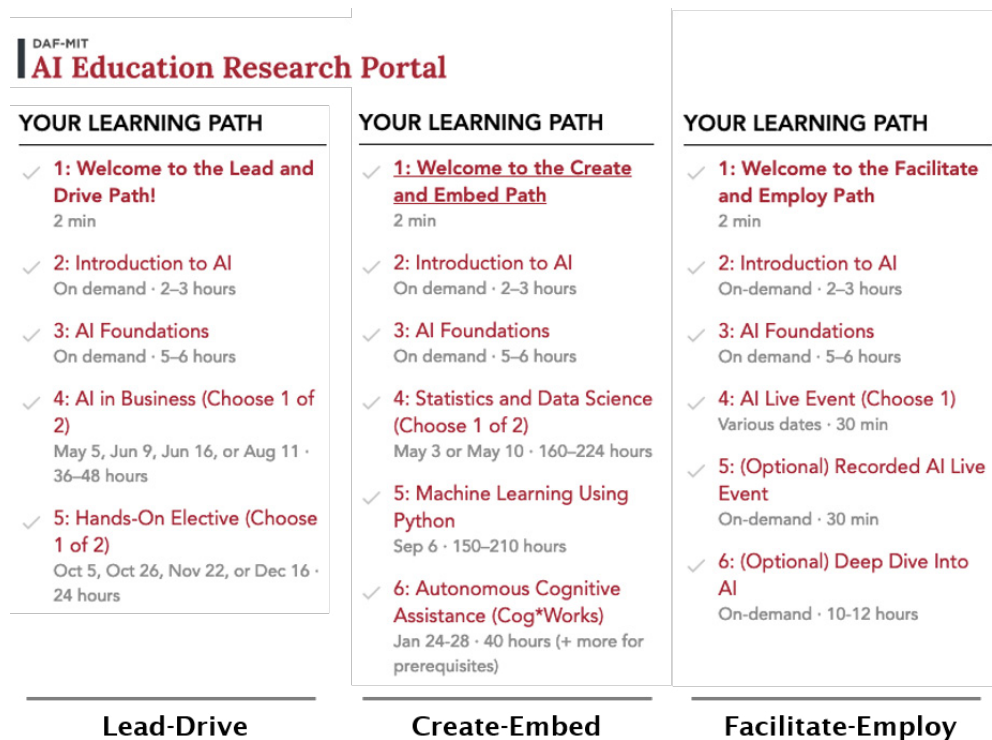 DAF-MIT
AI Education Research Portal
YOUR LEARNING PATH
1: Welcome to the Lead and
Drive Path!
2 min
2: Introduction to AI
On demand · 2–3 hours
3: AI Foundations
On demand · 5–6 hours
4: AI in Business (Choose 1 of
2)
May 5, Jun 9, Jun 16, or Aug 11 ·
36–48 hours
5: Hands-On Elective (Choose
1 of 2)
Oct 5, Oct 26, Nov 22, or Dec 16 ·
24 hours
Lead-Drive
YOUR LEARNING PATH
1: Welcome to the Create
and Embed Path
2 min
2: Introduction to AI
On demand · 2–3 hours
3: AI Foundations
On demand · 5–6 hours
4: Statistics and Data Science
(Choose 1 of 2)
May 3 or May 10 · 160–224 hours
5: Machine Learning Using
Python
Sep 6 · 150–210 hours
6: Autonomous Cognitive
Assistance (Cog*Works)
Jan 24-28 · 40 hours (+ more for
prerequisites)
Create-Embed
YOUR LEARNING PATH
1: Welcome to the Facilitate
and Employ Path
2 min
2: Introduction to AI
On-demand · 2–3 hours
3: AI Foundations
On-demand · 5–6 hours
4: AI Live Event (Choose 1)
Various dates · 30 min
5: (Optional) Recorded AI Live
Event
On-demand · 30 min
6: (Optional) Deep Dive Into
AI
On-demand · 10-12 hours
Facilitate-Employ